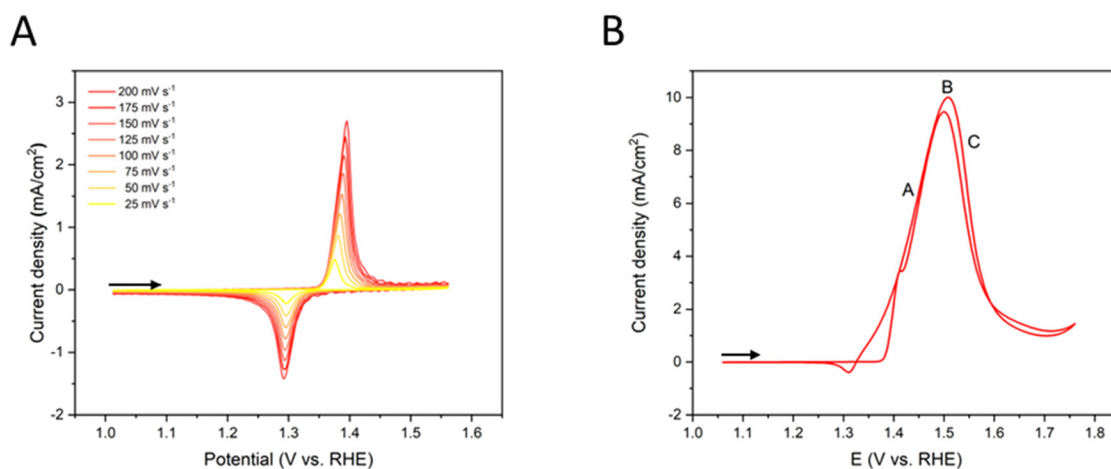 A
3
2
1
0
-1
-2
Current density (mA/cm²)
200 mV s⁻¹
175 mV s⁻¹
150 mV s⁻¹
125 mV s⁻¹
100 mV s⁻¹
75 mV s⁻¹
50 mV s⁻¹
25 mV s⁻¹
1.0 1.1 1.2 1.3 1.4 1.5 1.6
Potential (V vs. RHE)
B
10
8
6
4
2
0
-2
Current density (mA/cm²)
B
C
A
1.0 1.1 1.2 1.3 1.4 1.5 1.6 1.7 1.8
E (V vs. RHE)